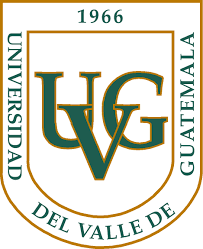 1966
UNIVERSIDAD
DEL VALLE DE
GUATEMALA
UVG